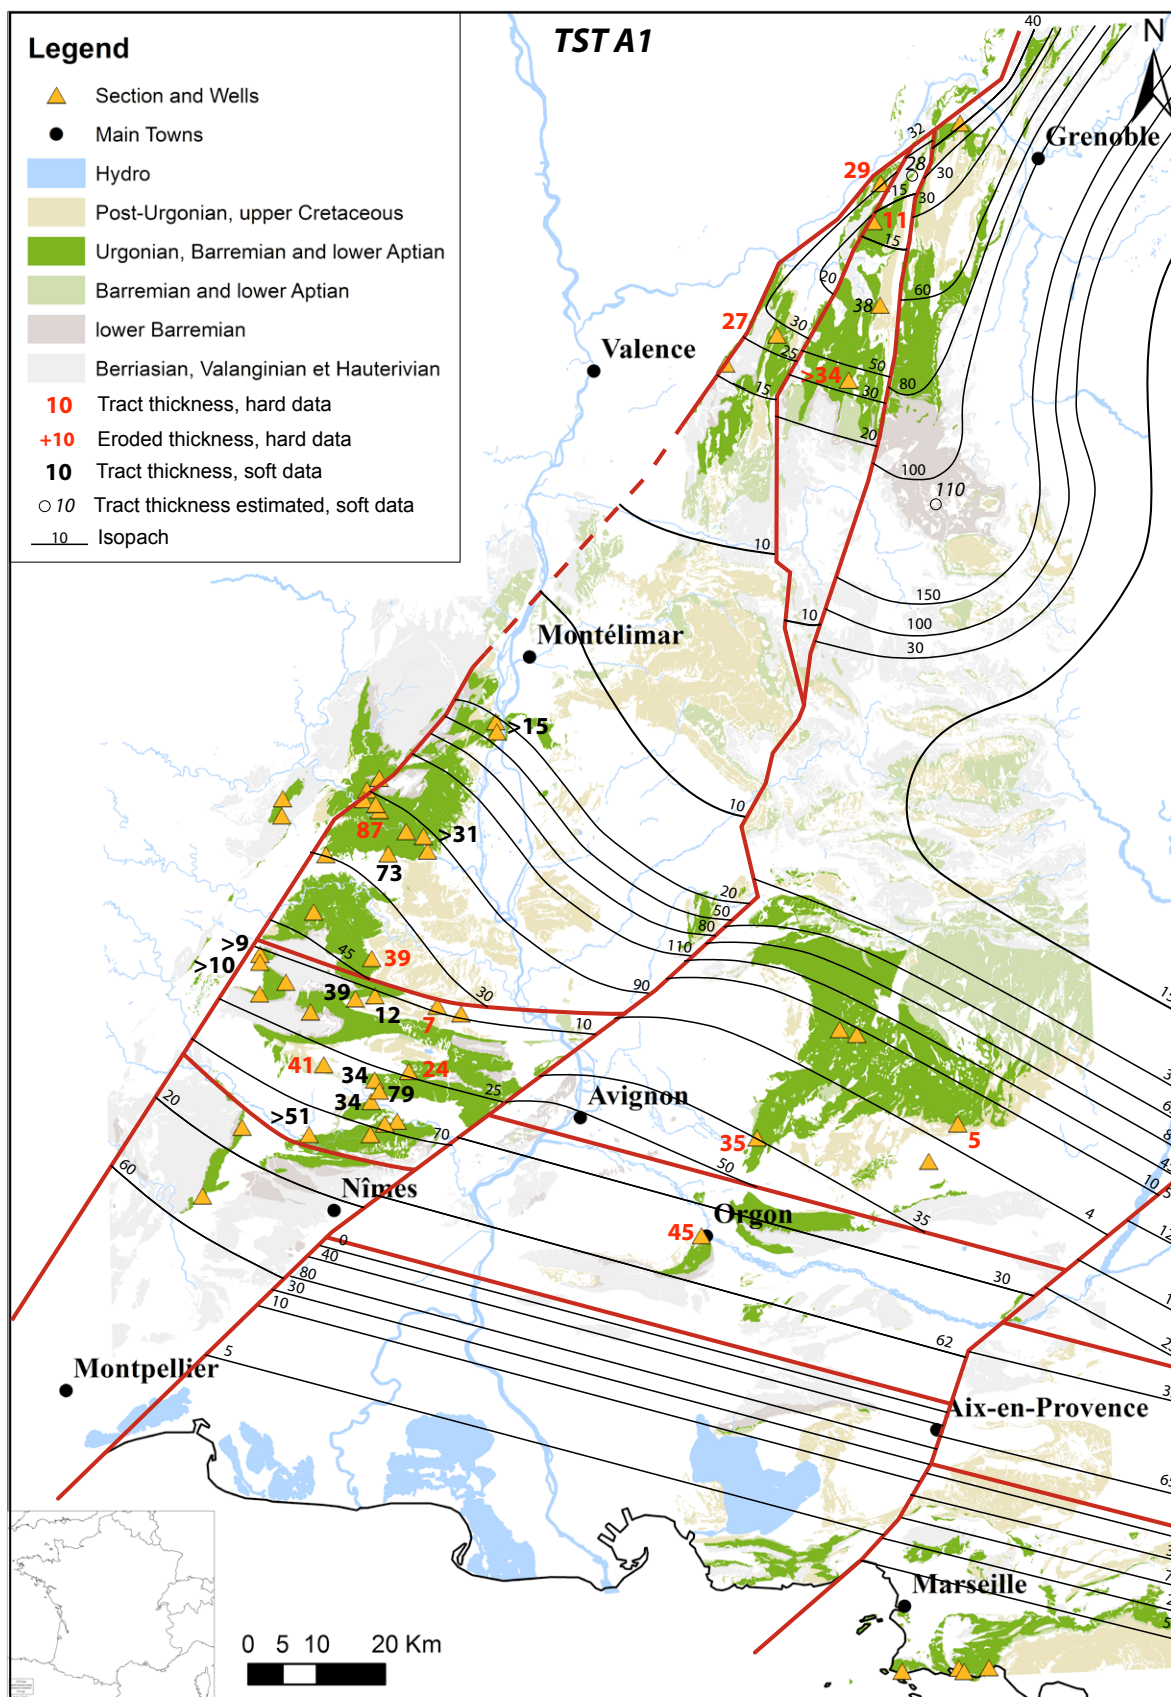 TST A1
N
Legend
Section and Wells
Main Towns
Hydro
Post-Urgonian, upper Cretaceous
Urgonian, Barremian and lower Aptian
Barremian and lower Aptian
lower Barremian
Berriasian, Valanginian et Hauterivian
10 Tract thickness, hard data
+10 Eroded thickness, hard data
10 Tract thickness, soft data
10 Tract thickness estimated, soft data
10 Isopach
40
Grenoble
32
28
30
29
15
30
11
15
20
60
38
27
30
Valence
25
50
>34
80
15
30
20
100
110
10
150
10
100
30
Montélimar
>15
10
87
>31
73
20
50
80
110
>9
>10
45
39
15
39
30
90
12
7
10
41
24
34
79
25
34
Avignon
>51
20
70
35
5
50
60
Nîmes
Orgon
45
35
4
10
12
0
40
80
30
10
30
62
5
Montpellier
Aix-en-Provence
65
Marseille
0 5 10 20 Km